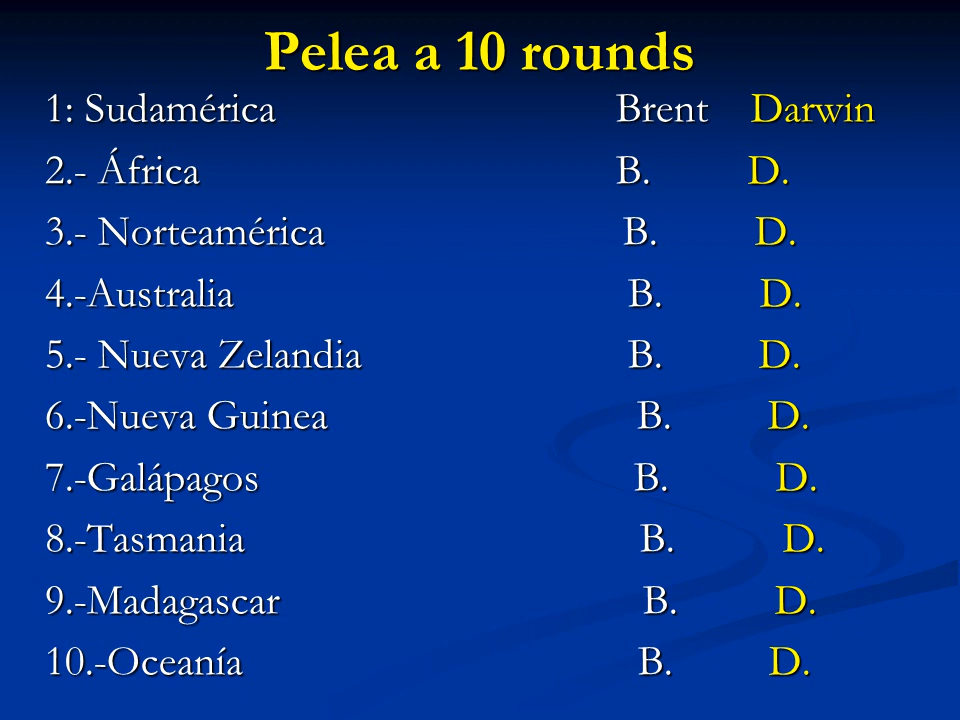 Pelea a 10 rounds
1: Sudamérica Brent Darwin
2.- África B. D.
3.- Norteamérica B. D.
4.-Australia B. D.
5.- Nueva Zelandia B. D.
6.-Nueva Guinea B. D.
7.-Galápagos B. D.
8.-Tasmania B. D.
9.-Madagascar B. D.
10.-Oceanía B. D.